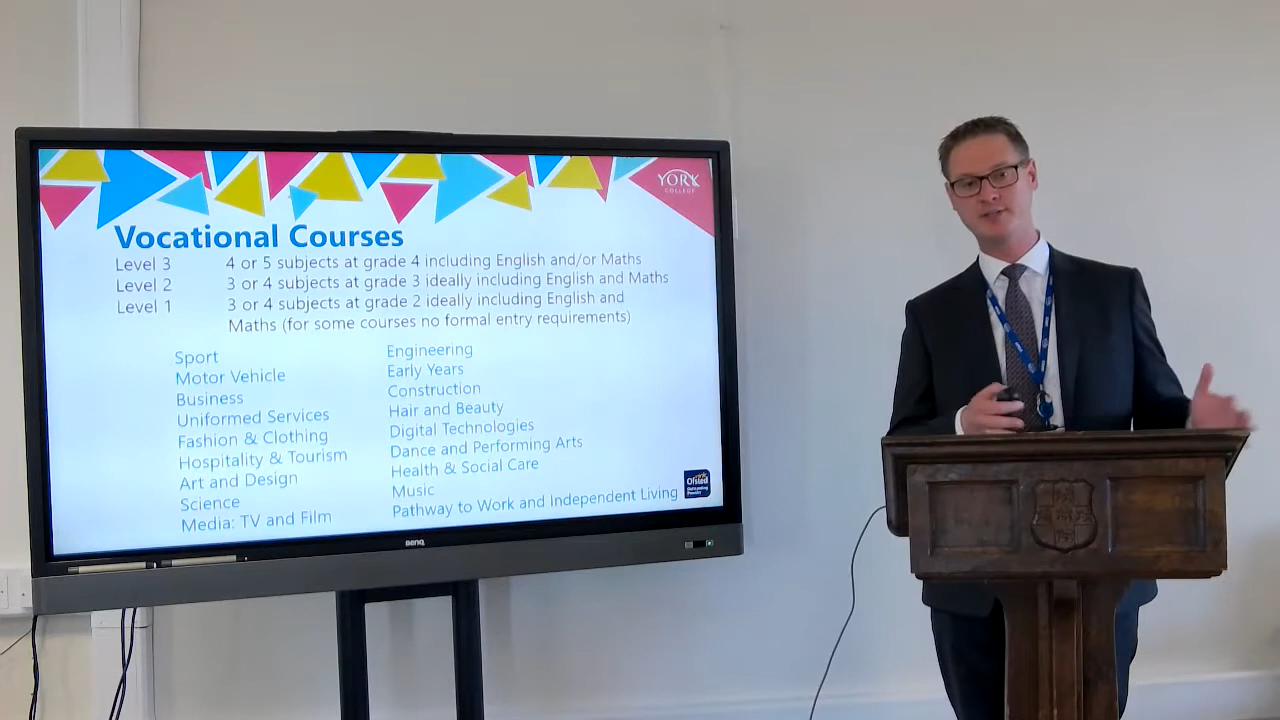 YORK
COLLEGE
Vocational Courses
Level 3 4 or 5 subjects at grade 4 including English and/or Maths
Level 2 3 or 4 subjects at grade 3 ideally including English and Maths
Level 1 3 or 4 subjects at grade 2 ideally including English and
Maths (for some courses no formal entry requirements)
Sport
Motor Vehicle
Business
Uniformed Services
Fashion & Clothing
Hospitality & Tourism
Art and Design
Science
Media: TV and Film
Engineering
Early Years
Construction
Hair and Beauty
Digital Technologies
Dance and Performing Arts
Health & Social Care
Music
Pathway to Work and Independent Living
Ofsted
Outstanding
Provider
BenQ